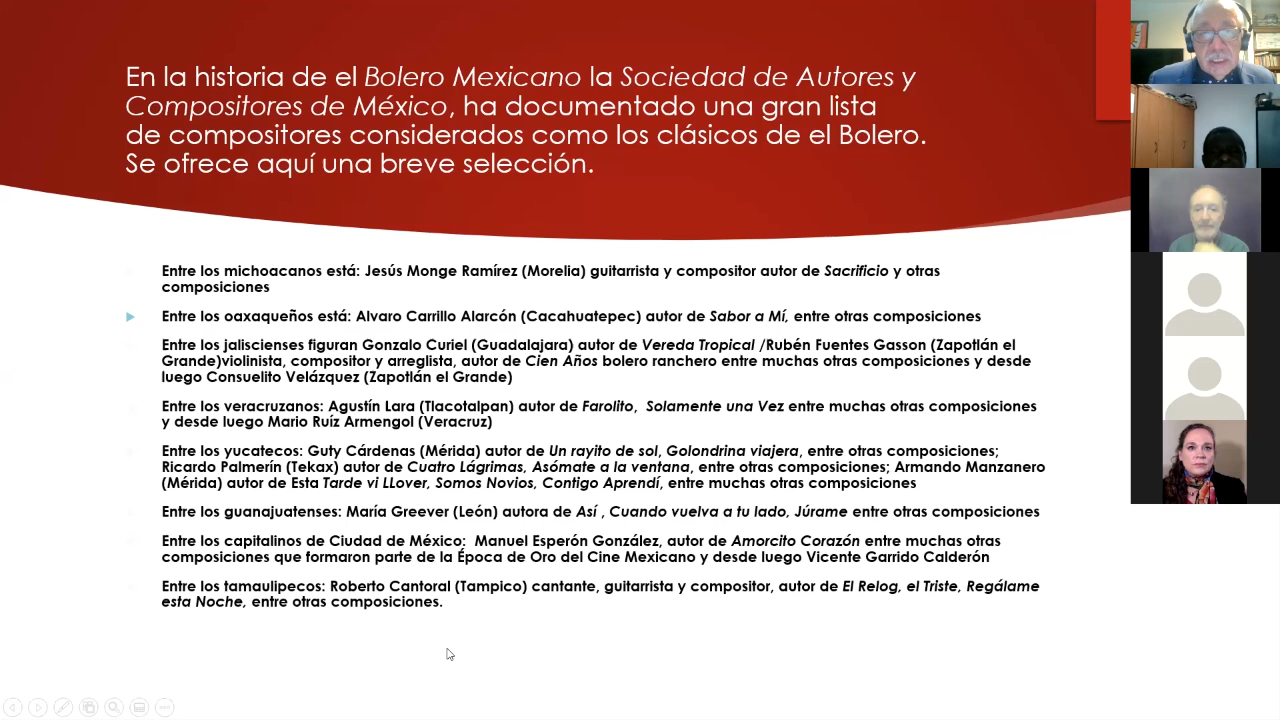 En la historia de el Bolero Mexicano la Sociedad de Autores y
Compositores de México, ha documentado una gran lista
de compositores considerados como los clásicos de el Bolero.
Se ofrece aquí una breve selección.
Entre los michoacanos está: Jesús Monge Ramírez (Morelia) guitarrista y compositor autor de Sacrificio y otras
composiciones
Entre los oaxaqueños está: Alvaro Carrillo Alarcón (Cacahuatepec) autor de Sabor a Mí, entre otras composiciones
Entre los jaliscienses figuran Gonzalo Curiel (Guadalajara) autor de Vereda Tropical /Rubén Fuentes Gasson (Zapotlán el
Grande)violinista, compositor y arreglista, autor de Cien Años bolero ranchero entre muchas otras composiciones y desde
luego Consuelito Velázquez (Zapotlán el Grande)
Entre los veracruzanos: Agustín Lara (Tlacotalpan) autor de Farolito, Solamente una Vez entre muchas otras composiciones
y desde luego Mario Ruíz Armengol (Veracruz)
Entre los yucatecos: Guty Cárdenas (Mérida) autor de Un rayito de sol, Golondrina viajera, entre otras composiciones;
Ricardo Palmerín (Tekax) autor de Cuatro Lágrimas, Asómate a la ventana, entre otras composiciones; Armando Manzanero
(Mérida) autor de Esta Tarde vi LLover, Somos Novios, Contigo Aprendí, entre muchas otras composiciones
Entre los guanajuatenses: María Greever (León) autora de Así , Cuando vuelva a tu lado, Júrame entre otras composiciones
Entre los capitalinos de Ciudad de México: Manuel Esperón González, autor de Amorcito Corazón entre muchas otras
composiciones que formaron parte de la Época de Oro del Cine Mexicano y desde luego Vicente Garrido Calderón
Entre los tamaulipecos: Roberto Cantoral (Tampico) cantante, guitarrista y compositor, autor de El Relog, el Triste, Regálame
esta Noche, entre otras composiciones.